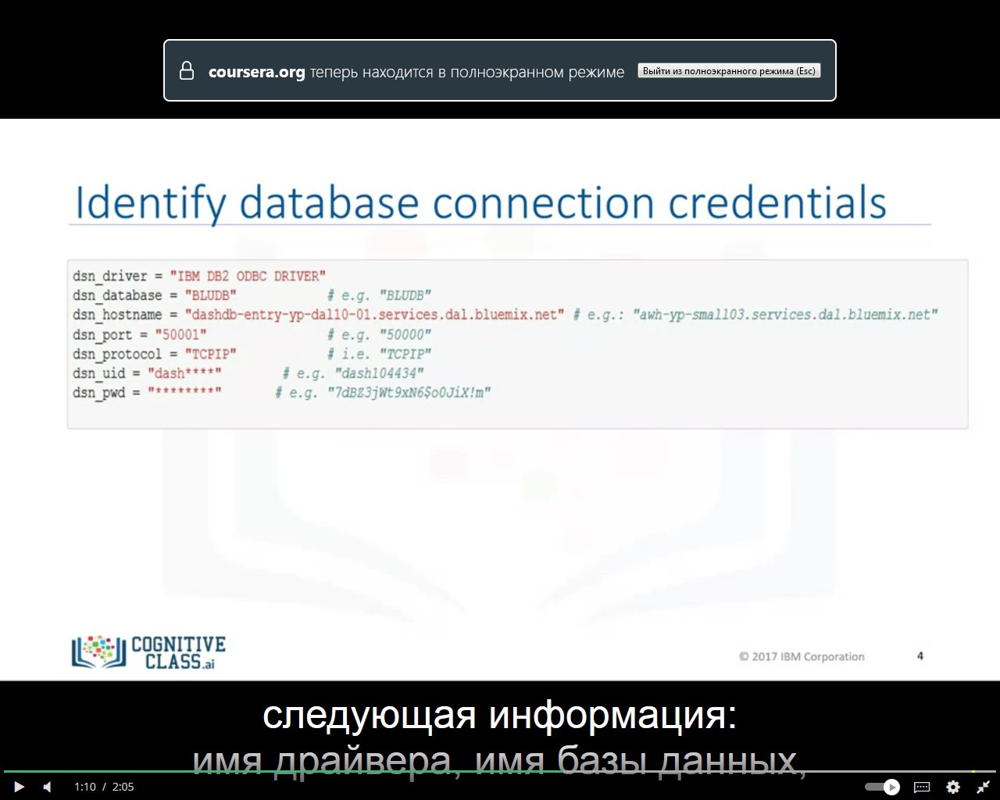 coursera.org теперь находится в полноэкранном режиме Выйти из полноэкранного режима (Esc)
Identify database connection credentials
dsn_driver = "IBM DB2 ODBC DRIVER"
dsn_database = "BLUDB" # e.g. "BLUDB"
dsn_hostname = "dashdb-entry-yp-dal10-01.services.dal.bluemix.net" # e.g.: "awh-yp-small03.services.dal.bluemix.net"
dsn_port = "50001" # e.g. "50000"
dsn_protocol = "TCPIP" # i.e. "TCPIP"
dsn_uid = "dash****" # e.g. "dash104434"
dsn_pwd = "********" # e.g. "7dBZ3jWt9xN6$o0JiX!m"
COGNITIVE
CLASS.ai
© 2017 IBM Corporation 4
следующая информация:
имя драйвера, имя базы данных,
1:10 / 2:05